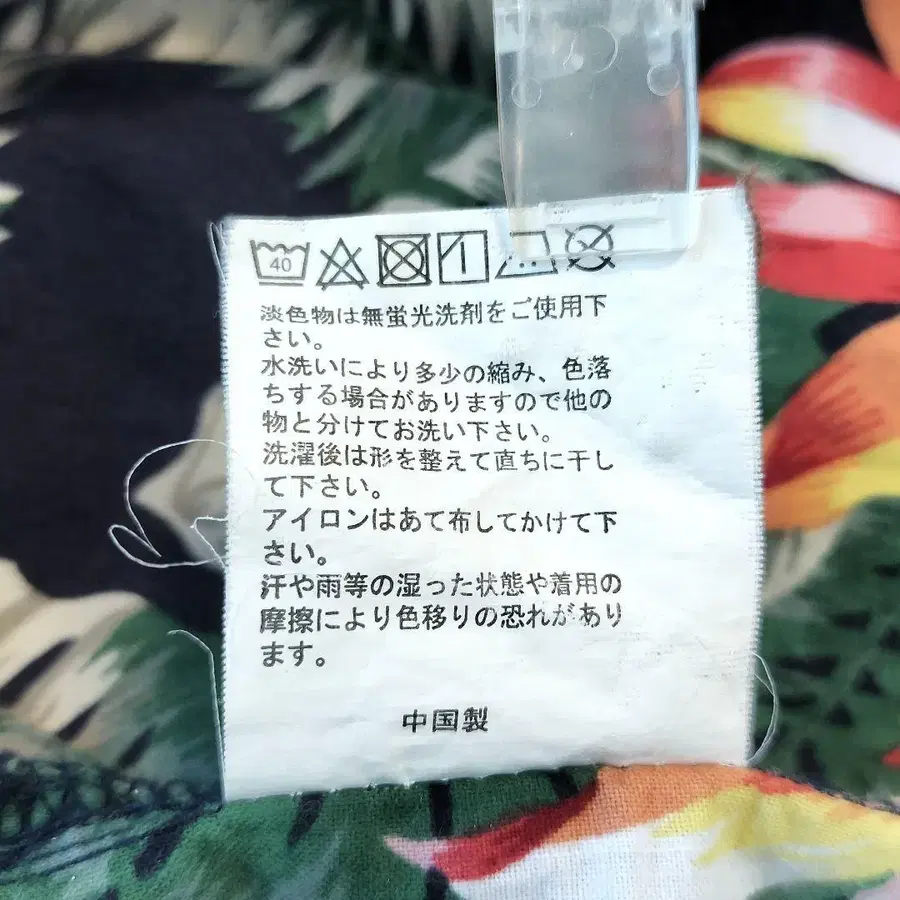 40
淡色物は無蛍光洗剤をご使用下
さい。
水洗いにより多少の縮み、色落
ちする場合がありますので他の
物と分けてお洗い下さい。
洗濯後は形を整えて直ちに干し
て下さい。
アイロンはあて布してかけて下
さい。
汗や雨等の湿った状態や着用の
摩擦により色移りの恐れがあり
ます。
中国製